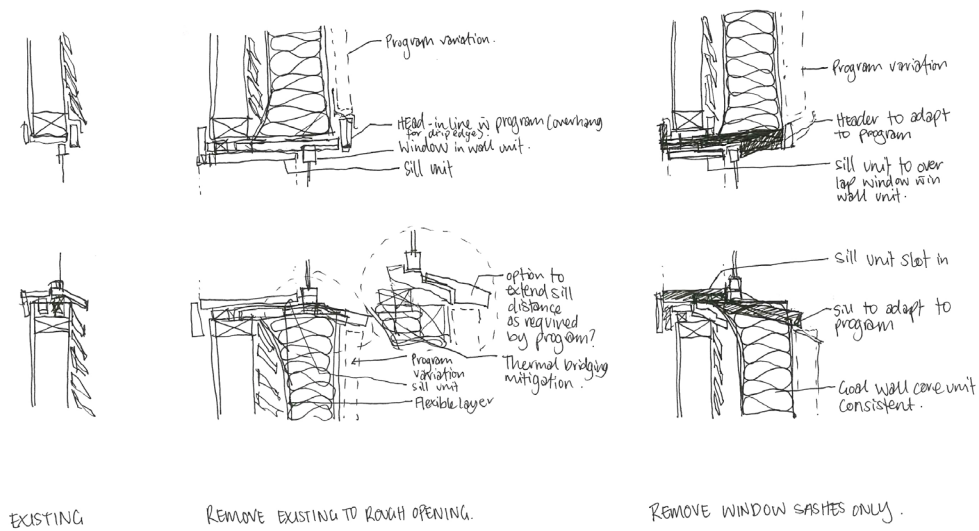 Program variation.
Head-in line w program (overhang
for drip edges).
Window in wall unit.
Sill unit
Program variation
Header to adapt
to program
Sill unit to over
lap window w in
wall unit.
option to
extend sill
distance
as required
by program?
Thermal bridging
mitigation.
Program
variation
sill unit
Flexible layer
Sill unit slot in
Sill to adapt to
program
Goal wall core unit
consistent.
EXISTING
REMOVE EXISTING TO ROUGH OPENING.
REMOVE WINDOW SASHES ONLY.